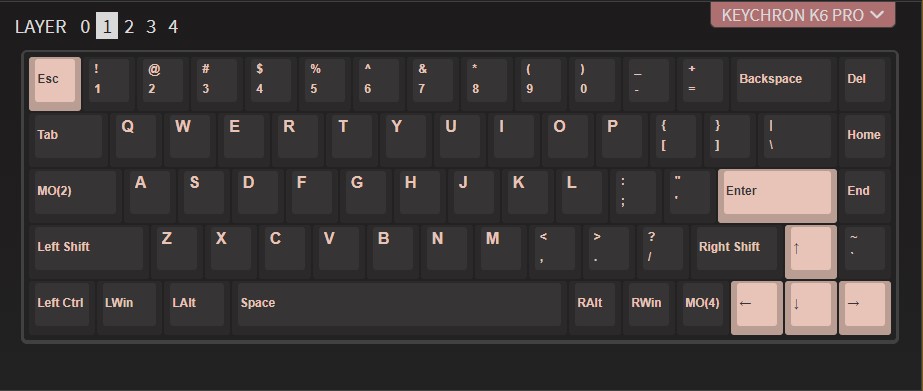 KEYCHRON K6 PRO
LAYER 0 1 2 3 4
Esc ! 1 @ 2 # 3 $ 4 % 5 ^ 6 & 7 * 8 ( 9 ) 0 _ - + = Backspace Del
Tab Q W E R T Y U I O P { [ } ] | \ Home
MO(2) A S D F G H J K L : ; " ' Enter End
Left Shift Z X C V B N M < , > . ? / Right Shift ↑ ~ `
Left Ctrl LWin LAlt Space RAlt RWin MO(4) ← ↓ →